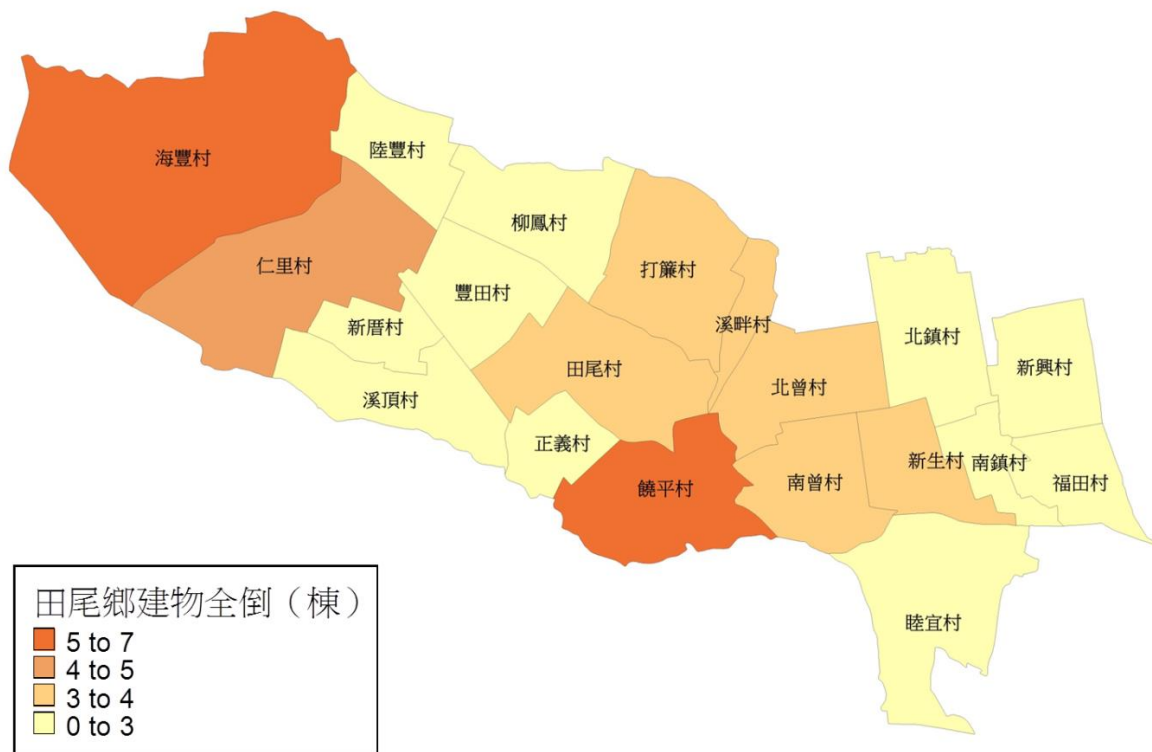 海豐村
陸豐村
柳鳳村
仁里村
打簾村
豐田村
新厝村
溪畔村
北鎮村
田尾村
新興村
北曾村
溪頂村
正義村
新生村
南鎮村
饒平村
南曾村
福田村
睦宜村
田尾鄉建物全倒（棟）
5 to 7
4 to 5
3 to 4
0 to 3